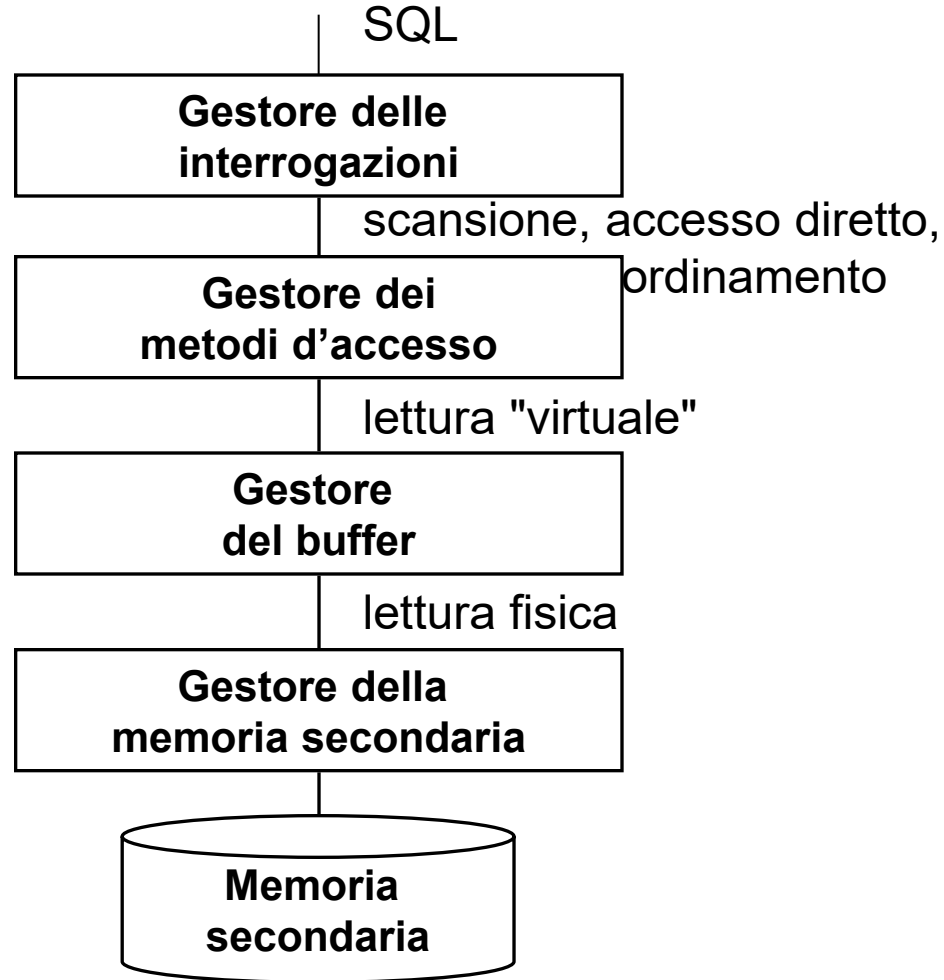 SQL
Gestore delle
interrogazioni
scansione, accesso diretto,
ordinamento
Gestore dei
metodi d’accesso
lettura "virtuale"
Gestore
del buffer
lettura fisica
Gestore della
memoria secondaria
Memoria
secondaria